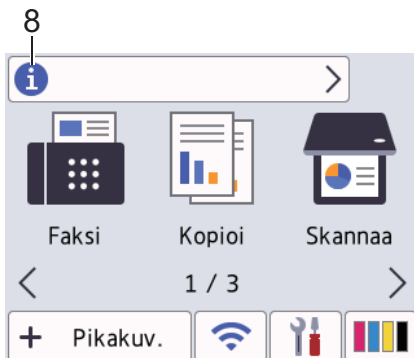 8
i
Faksi Kopioi Skannaa
1 / 3
+ Pikakuv.